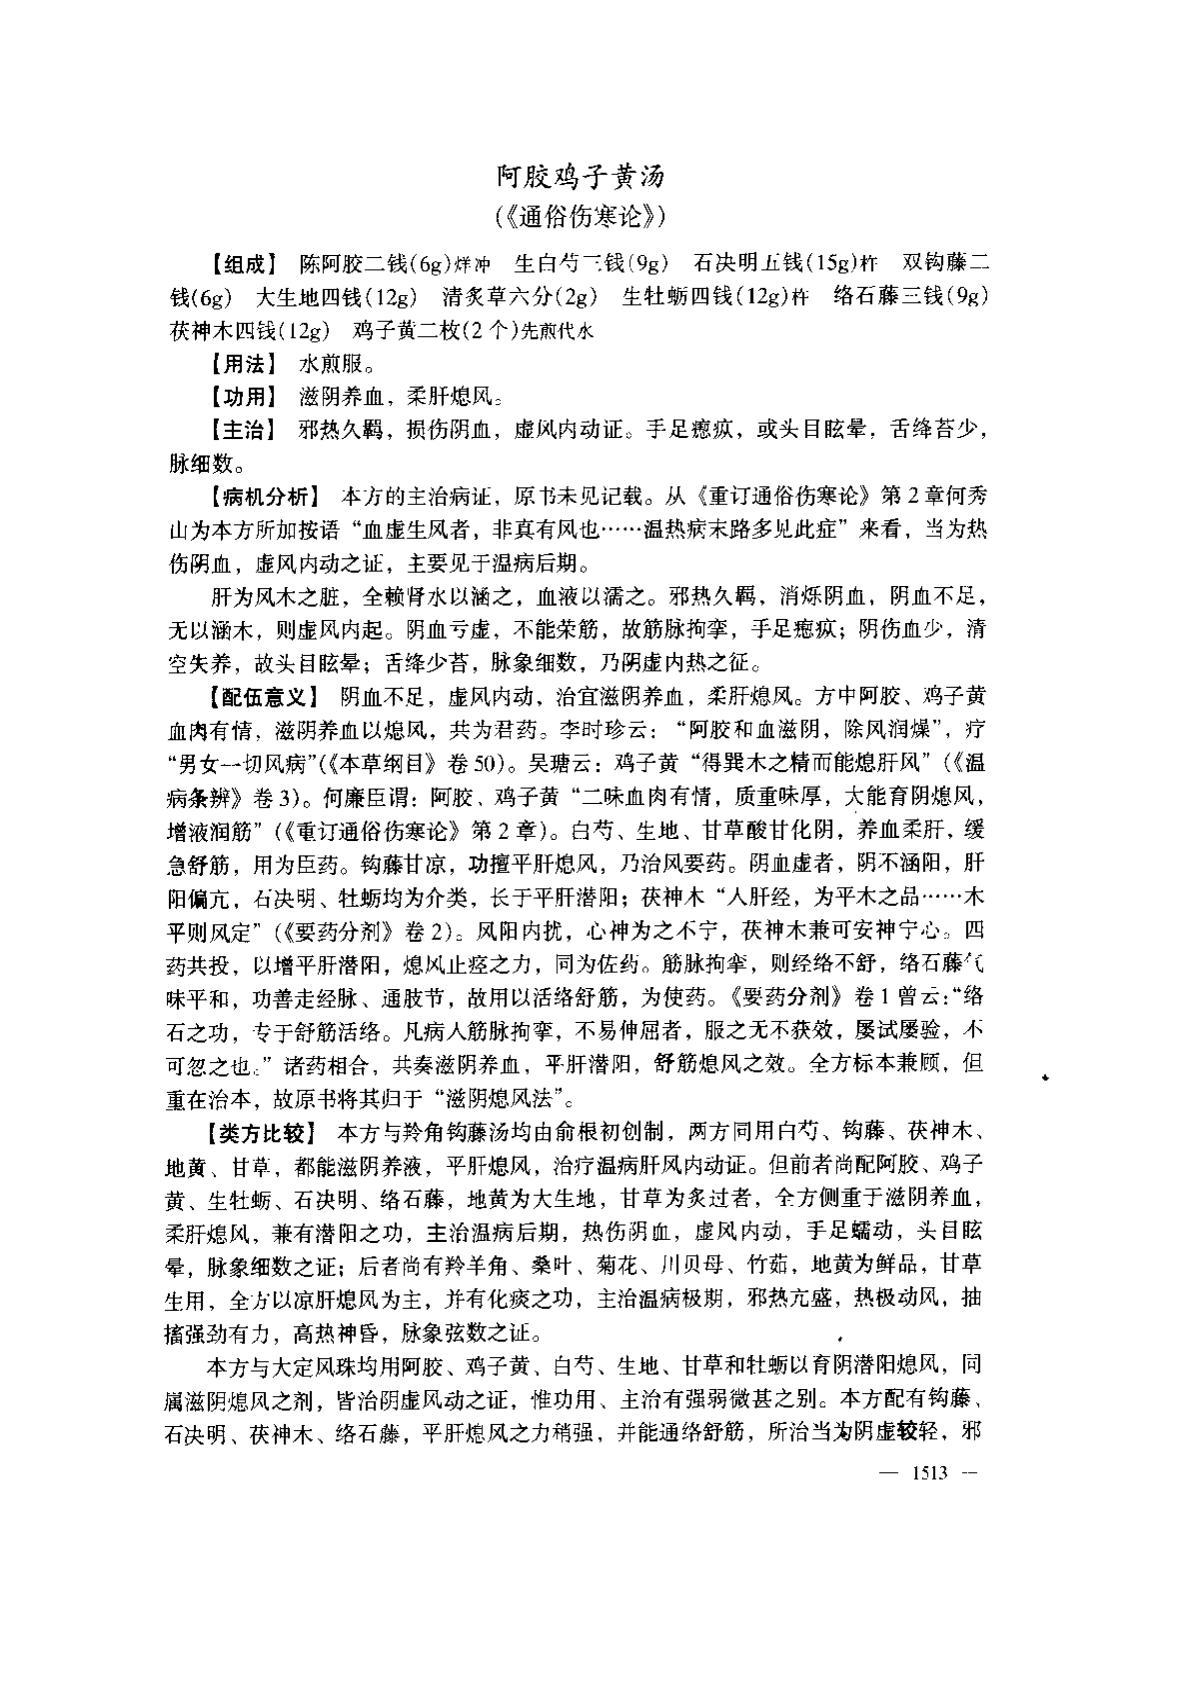 阿胶鸡子黄汤
(《通俗伤寒论》)
【组成】 陈阿胶二钱(6g)烊冲 生白芍三钱(9g) 石决明五钱(15g)杵 双钩藤二
钱(6g) 大生地四钱(12g) 清炙草六分(2g) 生牡蛎四钱(12g)杵 络石藤三钱(9g)
茯神木四钱(12g) 鸡子黄二枚(2个)先煎代水
【用法】 水煎服。
【功用】 滋阴养血，柔肝熄风。
【主治】 邪热久羁，损伤阴血，虚风内动证。手足瘛疭，或头目眩晕，舌绛苔少，
脉细数。
【病机分析】 本方的主治病证，原书未见记载。从《重订通俗伤寒论》第2章何秀
山为本方所加按语“血虚生风者，非真有风也……温热病末路多见此症”来看，当为热
伤阴血，虚风内动之证，主要见于温病后期。
肝为风木之脏，全赖肾水以涵之，血液以濡之。邪热久羁，消烁阴血，阴血不足，
无以涵木，则虚风内起。阴血亏虚，不能荣筋，故筋脉拘挛，手足瘛疭；阴伤血少，清
空失养，故头目眩晕；舌绛少苔，脉象细数，乃阴虚内热之征。
【配伍意义】 阴血不足，虚风内动，治宜滋阴养血，柔肝熄风。方中阿胶、鸡子黄
血肉有情，滋阴养血以熄风，共为君药。李时珍云：“阿胶和血滋阴，除风润燥”，疗
“男女一切风病”(《本草纲目》卷50)。吴瑭云：鸡子黄“得巽木之精而能熄肝风”(《温
病条辨》卷3)。何廉臣谓：阿胶、鸡子黄“二味血肉有情，质重味厚，大能育阴熄风，
增液润筋”(《重订通俗伤寒论》第2章)。白芍、生地、甘草酸甘化阴，养血柔肝，缓
急舒筋，用为臣药。钩藤甘凉，功擅平肝熄风，乃治风要药。阴血虚者，阴不涵阳，肝
阳偏亢，石决明、牡蛎均为介类，长于平肝潜阳；茯神木“人肝经，为平木之品……木
平则风定”(《要药分剂》卷2)。风阳内扰，心神为之不宁，茯神木兼可安神宁心。四
药共投，以增平肝潜阳，熄风止痉之力，同为佐药。筋脉拘挛，则经络不舒，络石藤气
味平和，功善走经脉、通肢节，故用以活络舒筋，为使药。《要药分剂》卷1曾云：“络
石之功，专于舒筋活络。凡病人筋脉拘挛，不易伸屈者，服之无不获效，屡试屡验，不
可忽之也。”诸药相合，共奏滋阴养血，平肝潜阳，舒筋熄风之效。全方标本兼顾，但
重在治本，故原书将其归于“滋阴熄风法”。
【类方比较】 本方与羚角钩藤汤均由俞根初创制，两方同用白芍、钩藤、茯神木、
地黄、甘草，都能滋阴养液，平肝熄风，治疗温病肝风内动证。但前者尚配阿胶、鸡子
黄、生牡蛎、石决明、络石藤，地黄为大生地，甘草为炙过者，全方侧重于滋阴养血，
柔肝熄风，兼有潜阳之功，主治温病后期，热伤阴血，虚风内动，手足蠕动，头目眩
晕，脉象细数之证；后者尚有羚羊角、桑叶、菊花、川贝母、竹茹，地黄为鲜品，甘草
生用，全方以凉肝熄风为主，并有化痰之功，主治温病极期，邪热亢盛，热极动风，抽
搐强劲有力，高热神昏，脉象弦数之证。
本方与大定风珠均用阿胶、鸡子黄、白芍、生地、甘草和牡蛎以育阴潜阳熄风，同
属滋阴熄风之剂，皆治阴虚风动之证，惟功用、主治有强弱微甚之别。本方配有钩藤、
石决明、茯神木、络石藤，平肝熄风之力稍强，并能通络舒筋，所治当为阴虚较轻，邪
— 1513 —